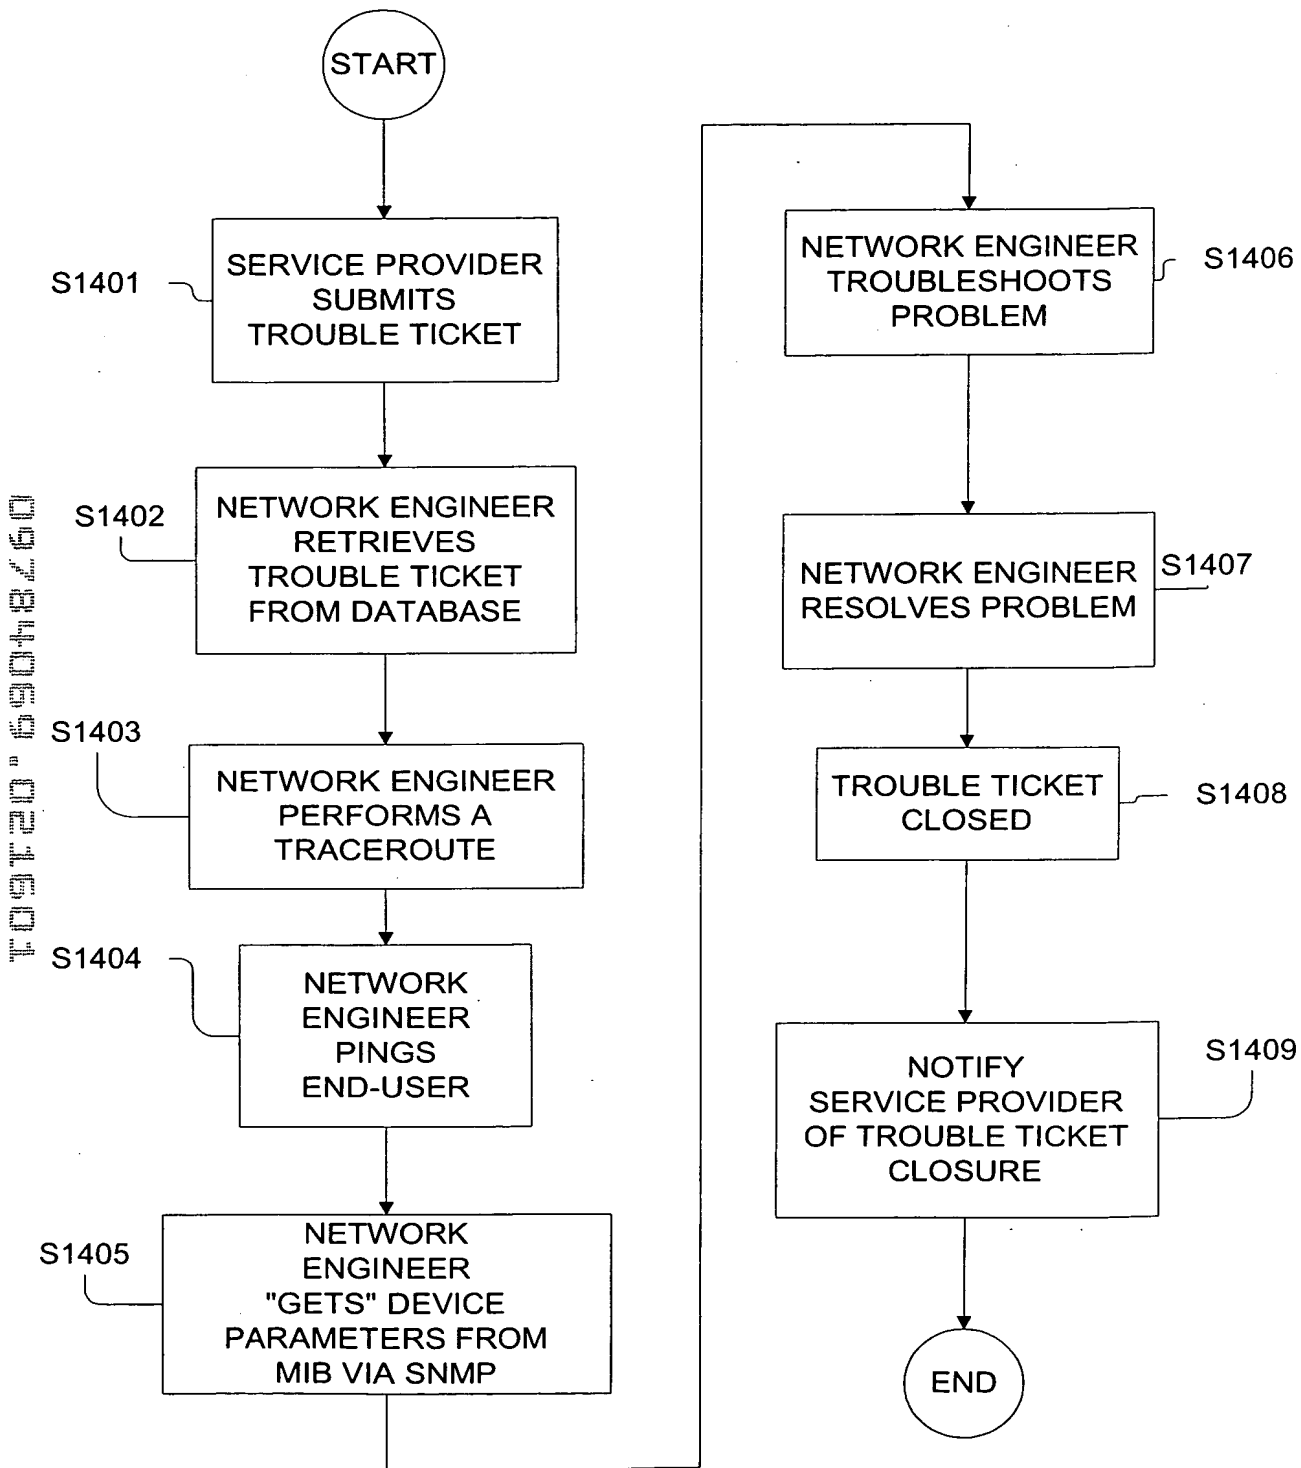 START
S1401
SERVICE PROVIDER
SUBMITS
TROUBLE TICKET
S1402
NETWORK ENGINEER
RETRIEVES
TROUBLE TICKET
FROM DATABASE
S1403
NETWORK ENGINEER
PERFORMS A
TRACEROUTE
S1404
NETWORK
ENGINEER
PINGS
END-USER
S1405
NETWORK
ENGINEER
"GETS" DEVICE
PARAMETERS FROM
MIB VIA SNMP
NETWORK ENGINEER
TROUBLESHOOTS
PROBLEM
S1406
NETWORK ENGINEER
RESOLVES PROBLEM
S1407
TROUBLE TICKET
CLOSED
S1408
NOTIFY
SERVICE PROVIDER
OF TROUBLE TICKET
CLOSURE
S1409
END
09784069.021601